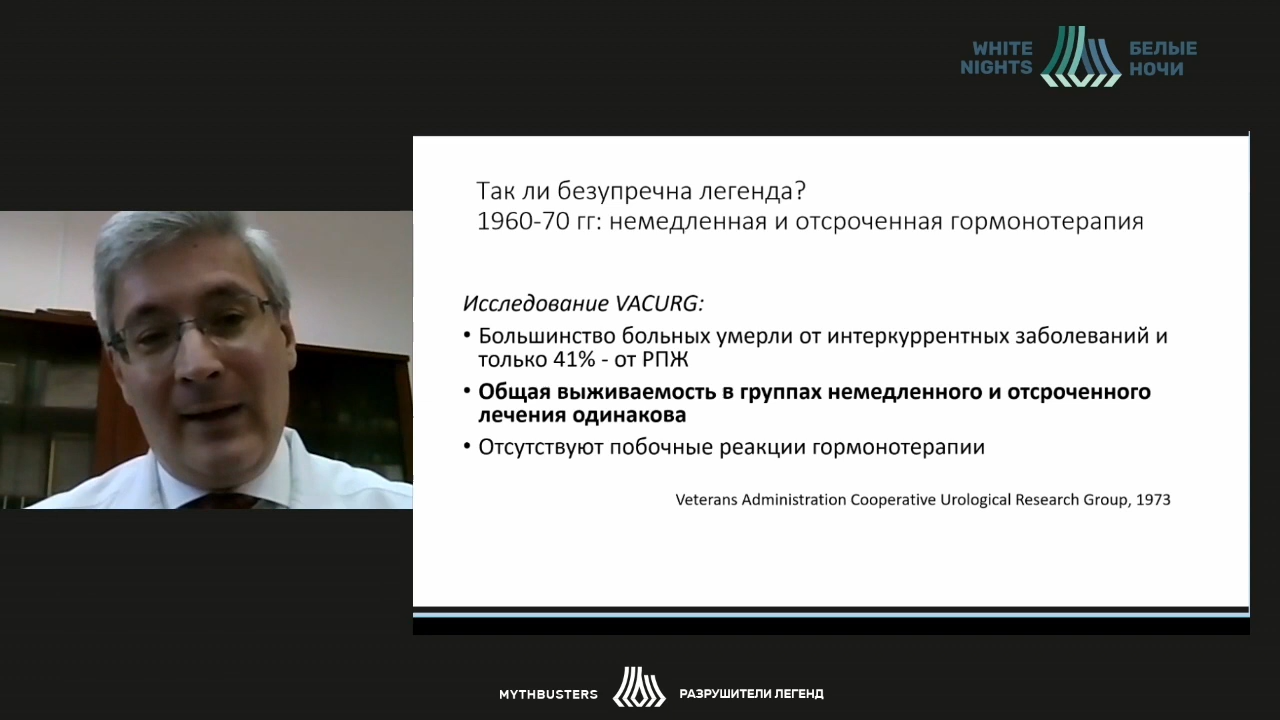 WHITE
NIGHTS
БЕЛЫЕ
НОЧИ
Так ли безупречна легенда?
1960-70 гг: немедленная и отсроченная гормонотерапия
Исследование VACURG:
• Большинство больных умерли от интеркуррентных заболеваний и
только 41% - от РПЖ
• Общая выживаемость в группах немедленного и отсроченного
лечения одинакова
• Отсутствуют побочные реакции гормонотерапии
Veterans Administration Cooperative Urological Research Group, 1973
MYTHBUSTERS
РАЗРУШИТЕЛИ ЛЕГЕНД